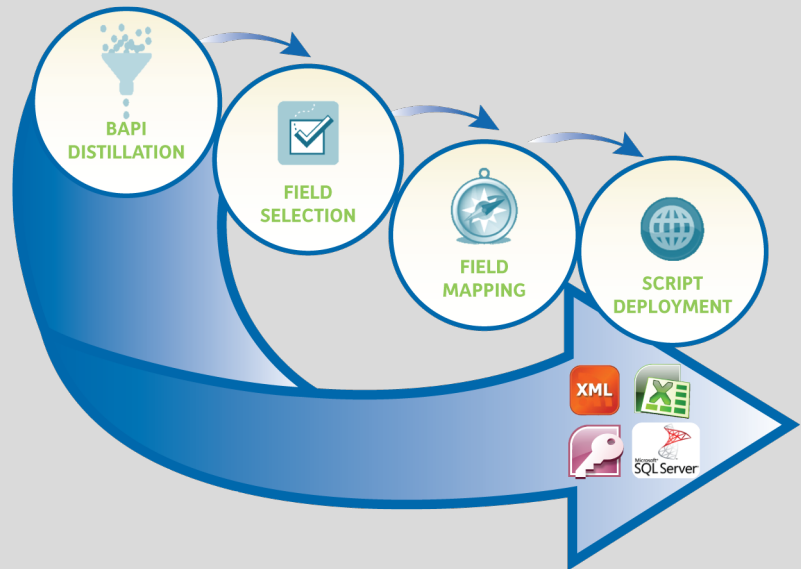 BAPI
DISTILLATION
FIELD
SELECTION
FIELD
MAPPING
SCRIPT
DEPLOYMENT
XML
X
Microsoft
SQL Server